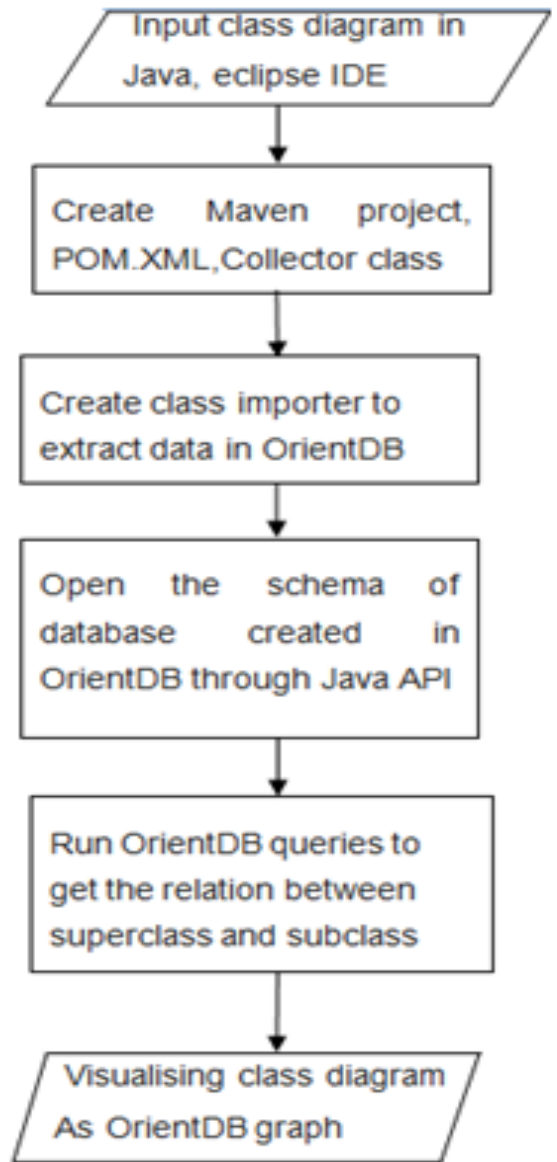 Input class diagram in
Java, eclipse IDE
Create Maven project,
POM.XML,Collector class
Create class importer to
extract data in OrientDB
Open the schema of
database created in
OrientDB through Java API
Run OrientDB queries to
get the relation between
superclass and subclass
Visualising class diagram
As OrientDB graph